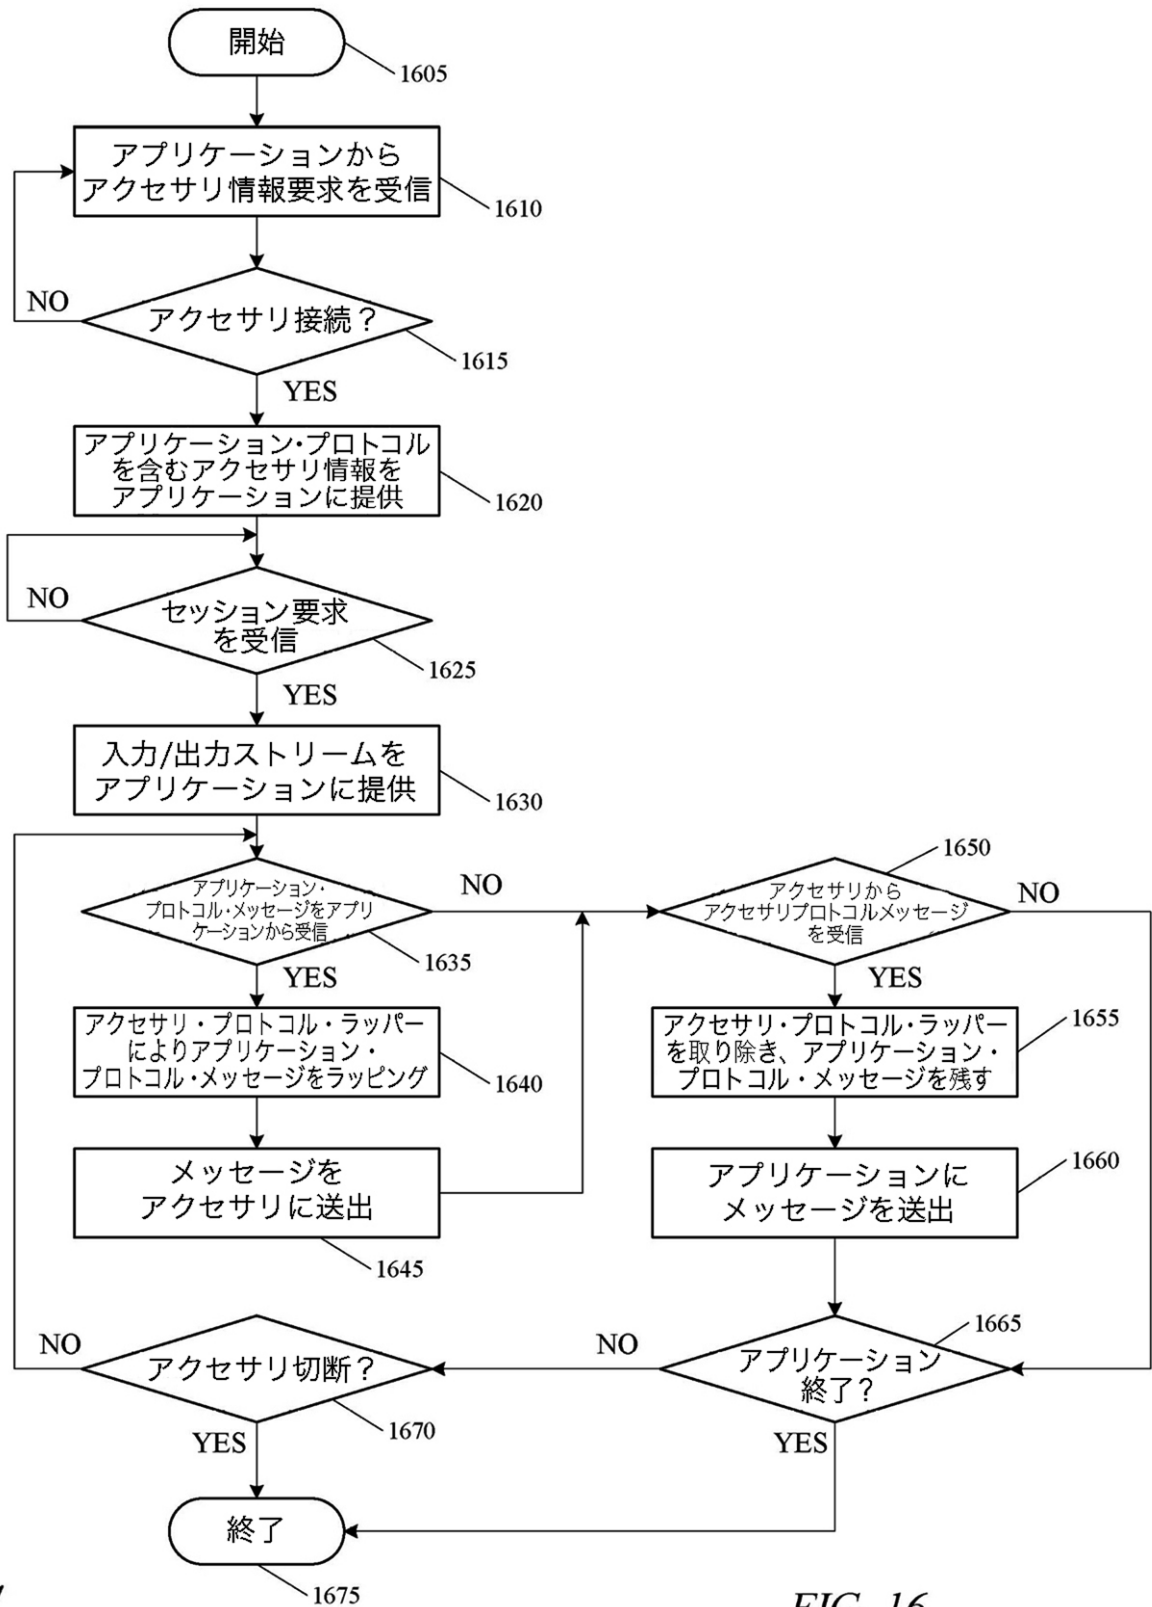 開始
1605
アプリケーションから
アクセサリ情報要求を受信
1610
NO
アクセサリ接続？
1615
YES
アプリケーション・プロトコル
を含むアクセサリ情報を
アプリケーションに提供
1620
NO
セッション要求
を受信
1625
YES
入力/出力ストリームを
アプリケーションに提供
1630
アプリケーション・
プロトコル・メッセージをアプリ
ケーションから受信
NO
1635
YES
1650
アクセサリから
アクセサリプロトコルメッセージ
を受信
NO
YES
アクセサリ・プロトコル・ラッパー
によりアプリケーション・
プロトコル・メッセージをラッピング
1640
アクセサリ・プロトコル・ラッパー
を取り除き、アプリケーション・
プロトコル・メッセージを残す
1655
メッセージを
アクセサリに送出
1645
アプリケーションに
メッセージを送出
1660
NO
アクセサリ切断？
1670
YES
NO
アプリケーション
終了？
1665
YES
終了
1675
FIG. 16